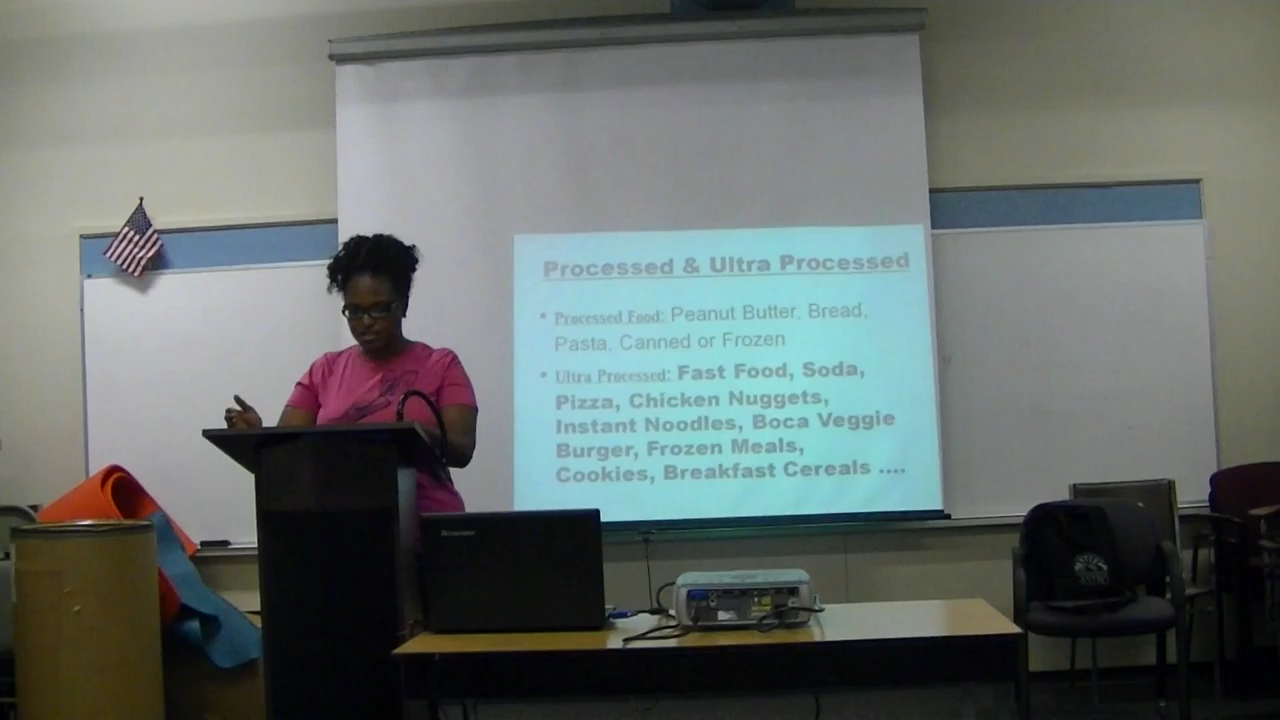 Processed & Ultra Processed
* Processed Food: Peanut Butter, Bread,
Pasta, Canned or Frozen
* Ultra Processed: Fast Food, Soda,
Pizza, Chicken Nuggets,
Instant Noodles, Boca Veggie
Burger, Frozen Meals,
Cookies, Breakfast Cereals ....
Lenovo